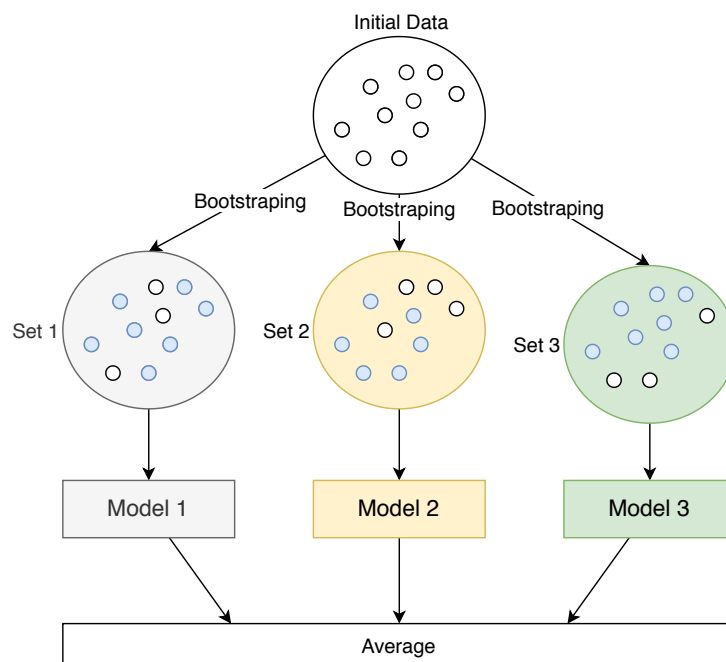 Initial Data
Bootstraping
Bootstraping
Bootstraping
Set 1
Set 2
Set 3
Model 1
Model 2
Model 3
Average